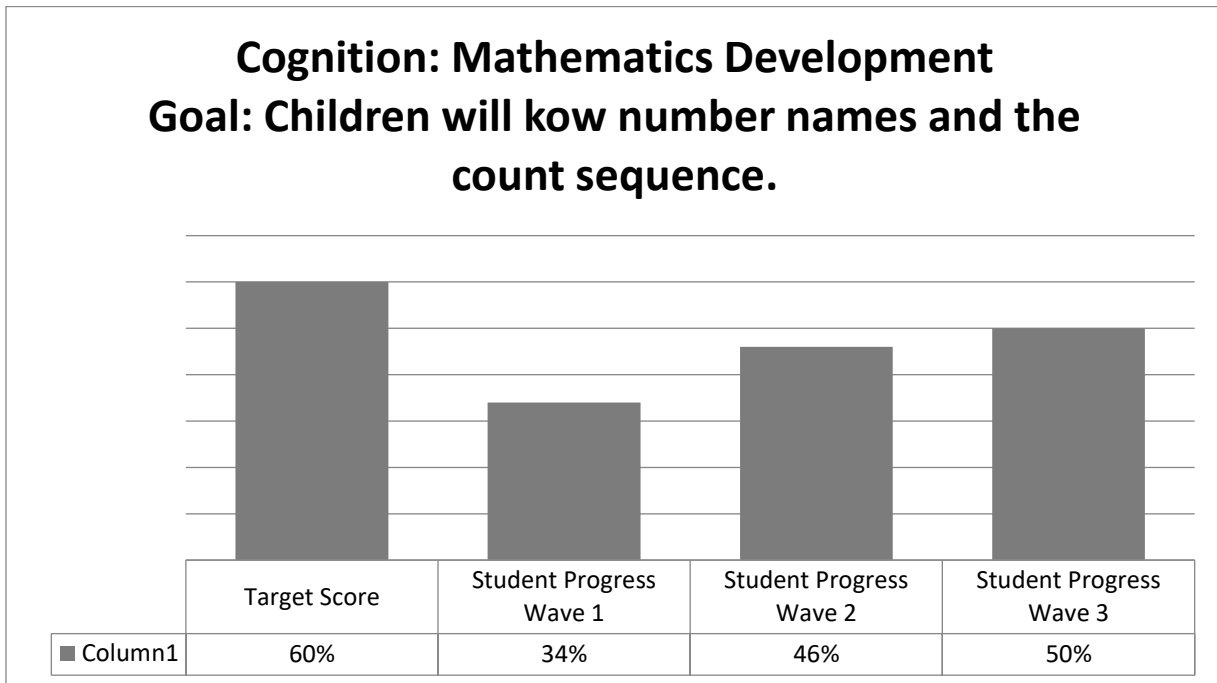 Cognition: Mathematics Development
Goal: Children will kow number names and the
count sequence.
Target Score
Student Progress
Wave 1
Student Progress
Wave 2
Student Progress
Wave 3
Column1 60% 34% 46% 50%